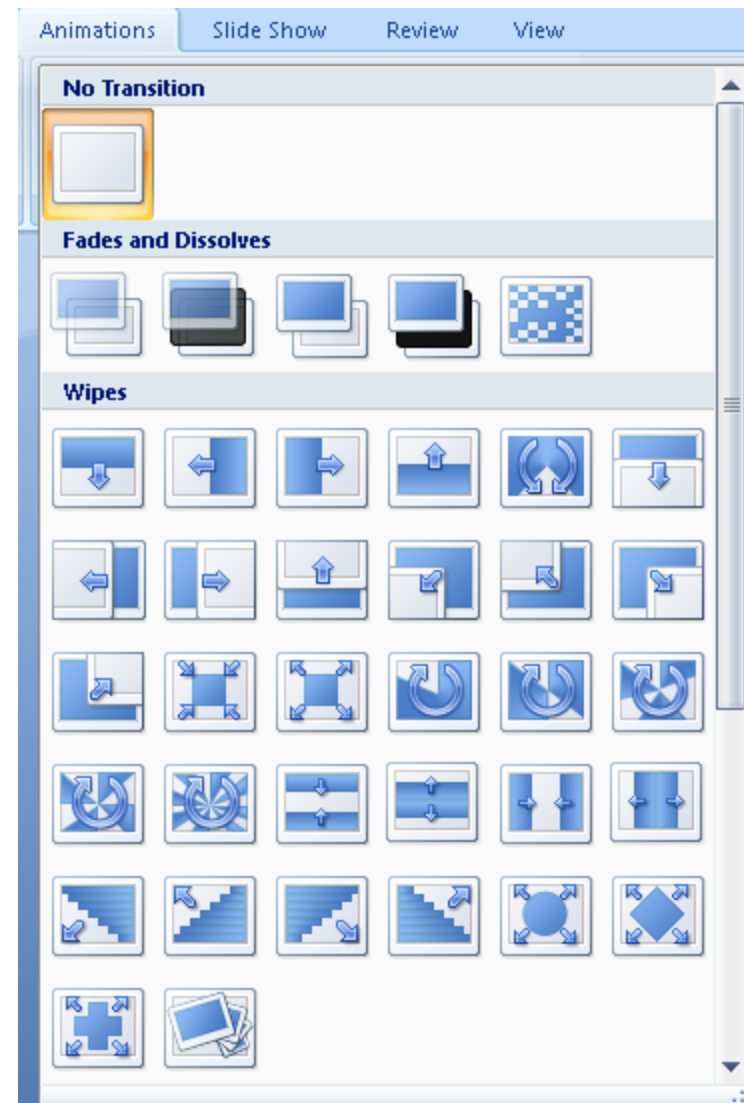 Animations Slide Show Review View
No Transition
Fades and Dissolves
Wipes